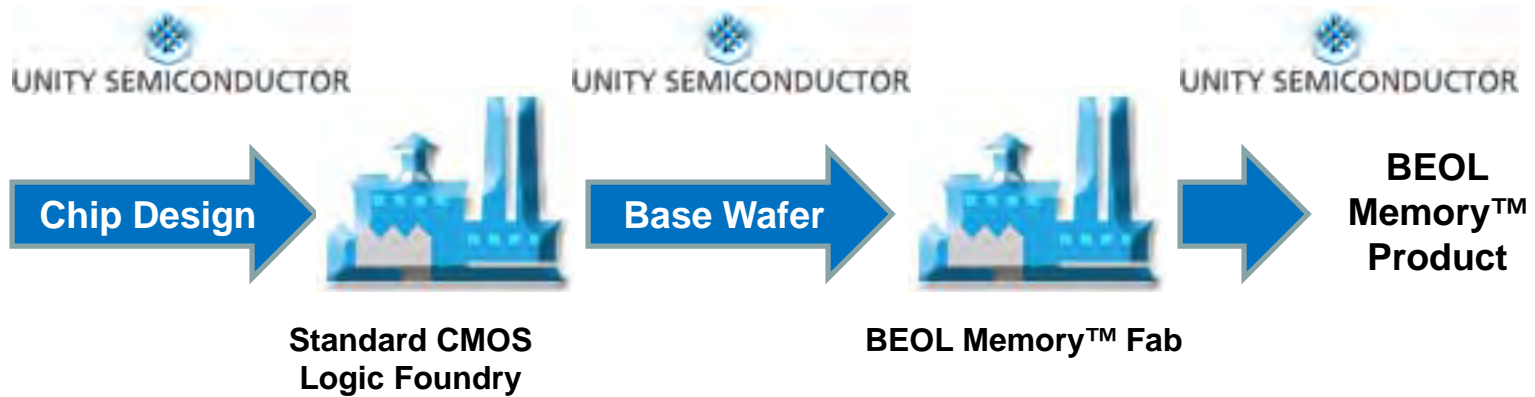 UNITY SEMICONDUCTOR
UNITY SEMICONDUCTOR
UNITY SEMICONDUCTOR
Chip Design
Base Wafer
BEOL
Memory™
Product
Standard CMOS
Logic Foundry
BEOL Memory™ Fab